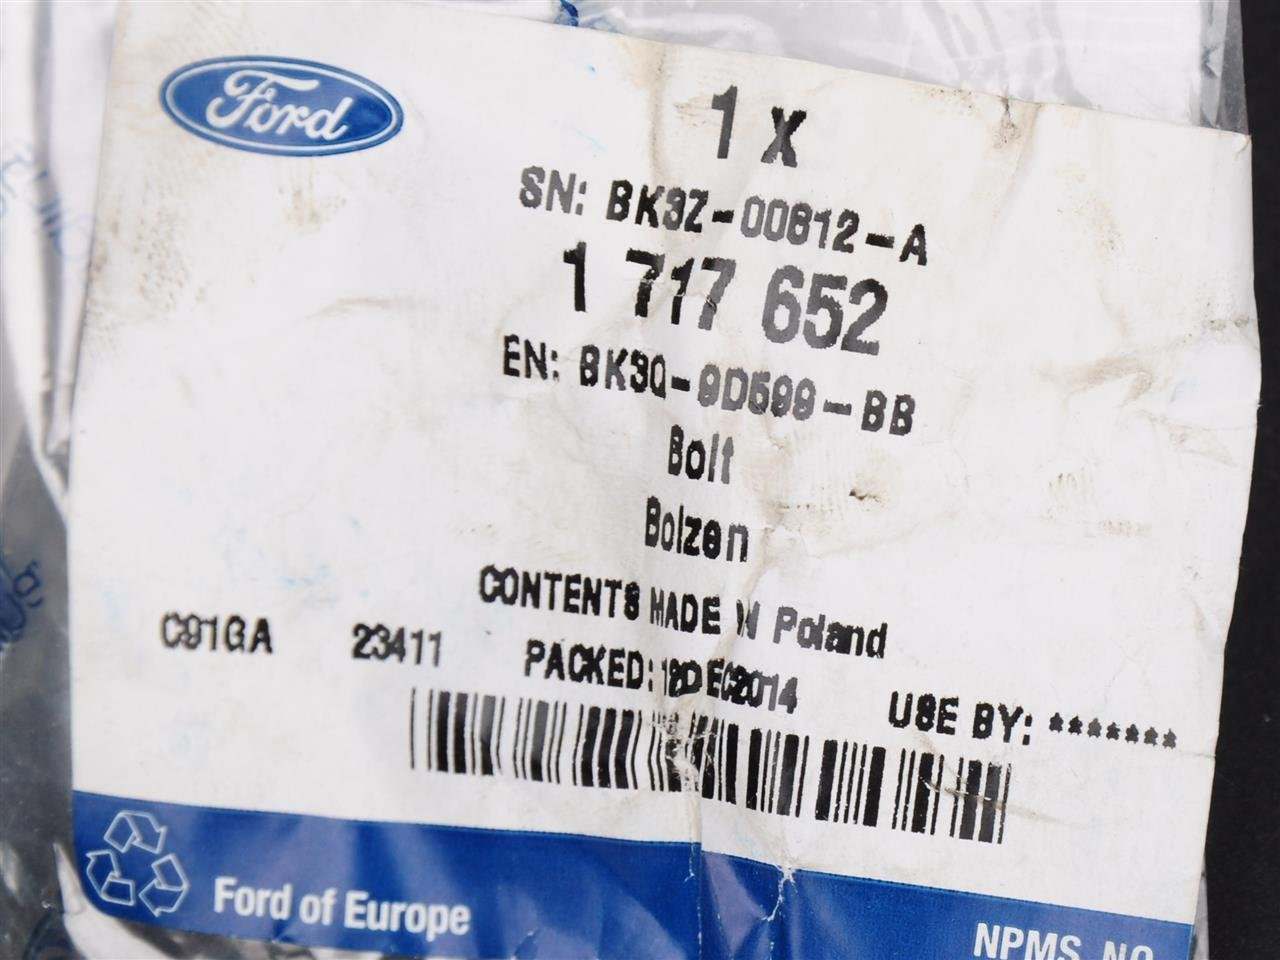 Ford
1 X
SN: BK3Z-00812-A
1 717 652
EN: BK3Q-9D599-BB
Bolt
Bolzen
CONTENTS MADE IN Poland
C91GA 23411 PACKED:12DEC2014 USE BY: *******
Ford of Europe
NPMS NO